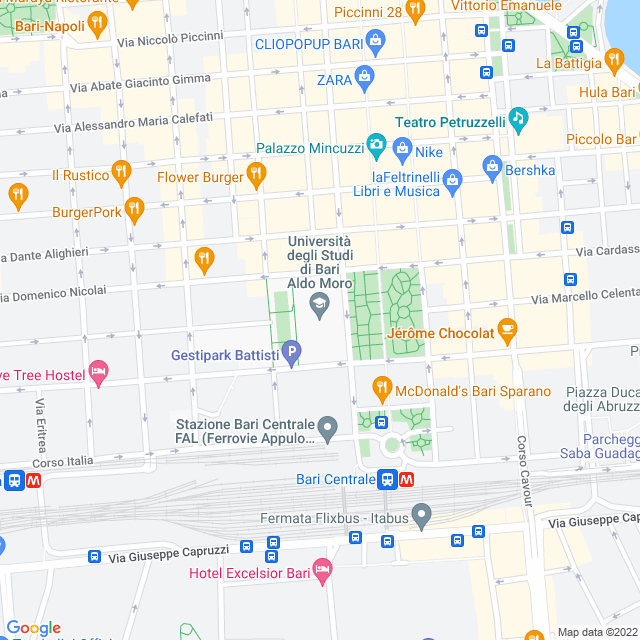 Piccinni 28
Vittorio Emanuele
Bari-Napoli
Via Niccolò Piccinni
CLIOPOPUP BARI
La Battigia
Via Abate Giacinto Gimma
ZARA
Hula Bari
Via Alessandro Maria Calefati
Teatro Petruzzelli
Palazzo Mincuzzi
Nike
Piccolo Bar
Il Rustico
Flower Burger
laFeltrinelli
Libri e Musica
Bershka
BurgerPork
a Dante Alighieri
Università
degli Studi
di Bari
Aldo Moro
Via Cardass
ia Domenico Nicolai
Via Marcello Celenta
Jérôme Chocolat
Gestipark Battisti
P
ve Tree Hostel
McDonald's Bari Sparano
Piazza Duca
degli Abruzz
Via Eritrea
Stazione Bari Centrale
FAL (Ferrovie Appulo...
Corso Italia
Parchegg
Saba Guadag
Corso Cavour
M
Bari Centrale
M
Fermata Flixbus - Itabus
Via Giuseppe Capru
Via Giuseppe Capruzzi
Hotel Excelsior Bari
Google
Map data ©2022